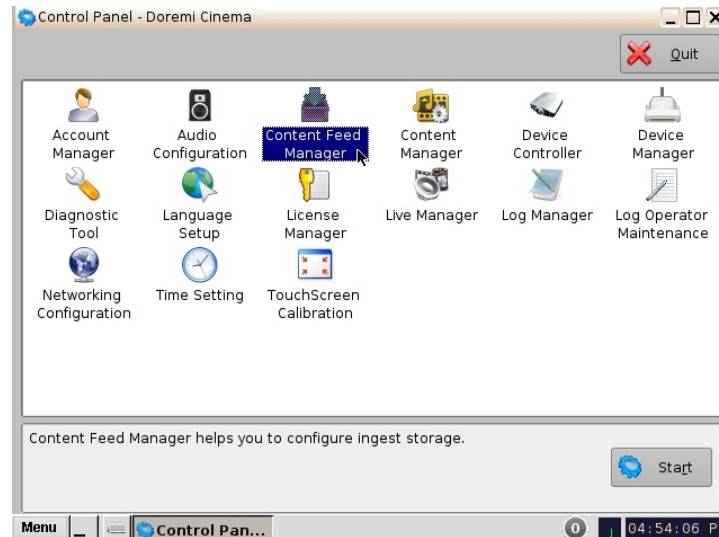 Control Panel - Doremi Cinema
Quit
Account Manager
Audio Configuration
Content Feed Manager
Content Manager
Device Controller
Device Manager
Diagnostic Tool
Language Setup
License Manager
Live Manager
Log Manager
Log Operator Maintenance
Networking Configuration
Time Setting
TouchScreen Calibration
Content Feed Manager helps you to configure ingest storage.
Start
Menu
Control Pan...
0
04:54:06 P